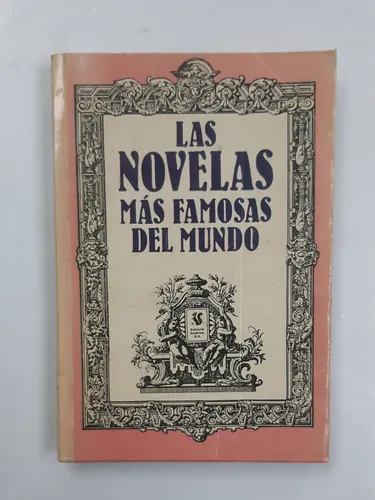 LAS
NOVELAS
MÁS FAMOSAS
DEL MUNDO
S.A.